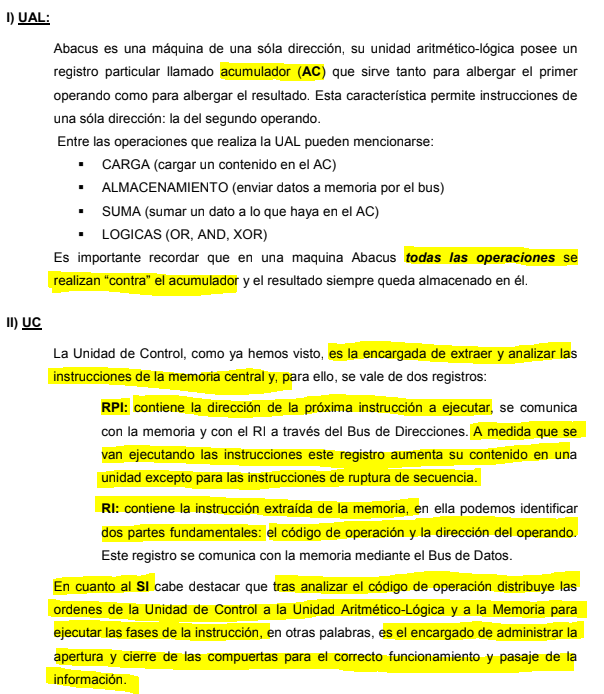 I) UAL:
Abacus es una máquina de una sóla dirección, su unidad aritmético-lógica posee un
registro particular llamado acumulador (AC) que sirve tanto para albergar el primer
operando como para albergar el resultado. Esta característica permite instrucciones de
una sóla dirección: la del segundo operando.
Entre las operaciones que realiza la UAL pueden mencionarse:
▪ CARGA (cargar un contenido en el AC)
▪ ALMACENAMIENTO (enviar datos a memoria por el bus)
▪ SUMA (sumar un dato a lo que haya en el AC)
▪ LOGICAS (OR, AND, XOR)
Es importante recordar que en una maquina Abacus todas las operaciones se
realizan “contra” el acumulador y el resultado siempre queda almacenado en él.
II) UC
La Unidad de Control, como ya hemos visto, es la encargada de extraer y analizar las
instrucciones de la memoria central y, para ello, se vale de dos registros:
RPI: contiene la dirección de la próxima instrucción a ejecutar, se comunica
con la memoria y con el RI a través del Bus de Direcciones. A medida que se
van ejecutando las instrucciones este registro aumenta su contenido en una
unidad excepto para las instrucciones de ruptura de secuencia.
RI: contiene la instrucción extraída de la memoria, en ella podemos identificar
dos partes fundamentales: el código de operación y la dirección del operando.
Este registro se comunica con la memoria mediante el Bus de Datos.
En cuanto al SI cabe destacar que tras analizar el código de operación distribuye las
ordenes de la Unidad de Control a la Unidad Aritmético-Lógica y a la Memoria para
ejecutar las fases de la instrucción, en otras palabras, es el encargado de administrar la
apertura y cierre de las compuertas para el correcto funcionamiento y pasaje de la
información.